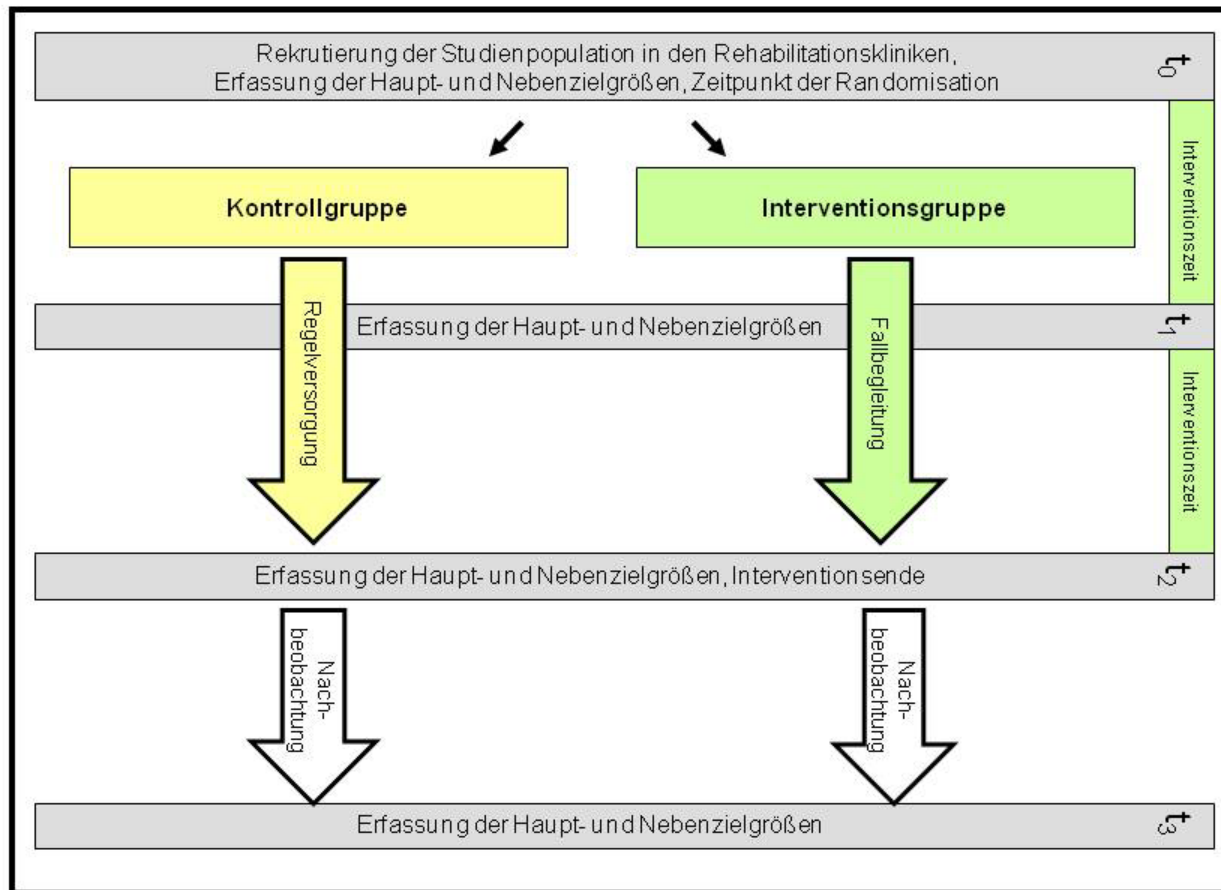 Rekrutierung der Studienpopulation in den Rehabilitationskliniken,
Erfassung der Haupt- und Nebenzielgrößen, Zeitpunkt der Randomisation
t0
Interventionszeit
Kontrollgruppe
Interventionsgruppe
Regelversorgung
Fallbegleitung
Erfassung der Haupt- und Nebenzielgrößen
t1
Interventionszeit
Erfassung der Haupt- und Nebenzielgrößen, Interventionsende
t2
Nach-
beobachtung
Nach-
beobachtung
Erfassung der Haupt- und Nebenzielgrößen
t3